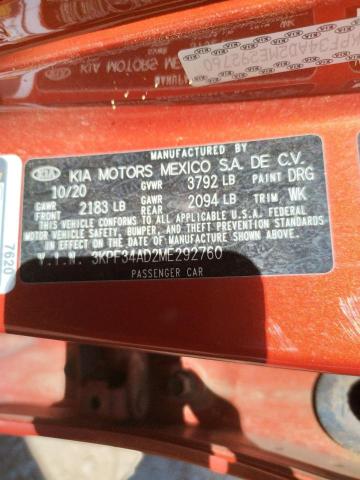 MANUFACTURED BY
KIA KIA MOTORS MEXICO S.A. DE C.V.
10/20 GVWR 3792 LB PAINT DRG
GAWR FRONT 2183 LB GAWR REAR 2094 LB TRIM WK
THIS VEHICLE CONFORMS TO ALL APPLICABLE U.S.A. FEDERAL
MOTOR VEHICLE SAFETY, BUMPER, AND THEFT PREVENTION STANDARDS
IN EFFECT ON THE DATE OF MANUFACTURE SHOWN ABOVE.
V.I.N. 3KPF34AD2ME292760
PASSENGER CAR
7620